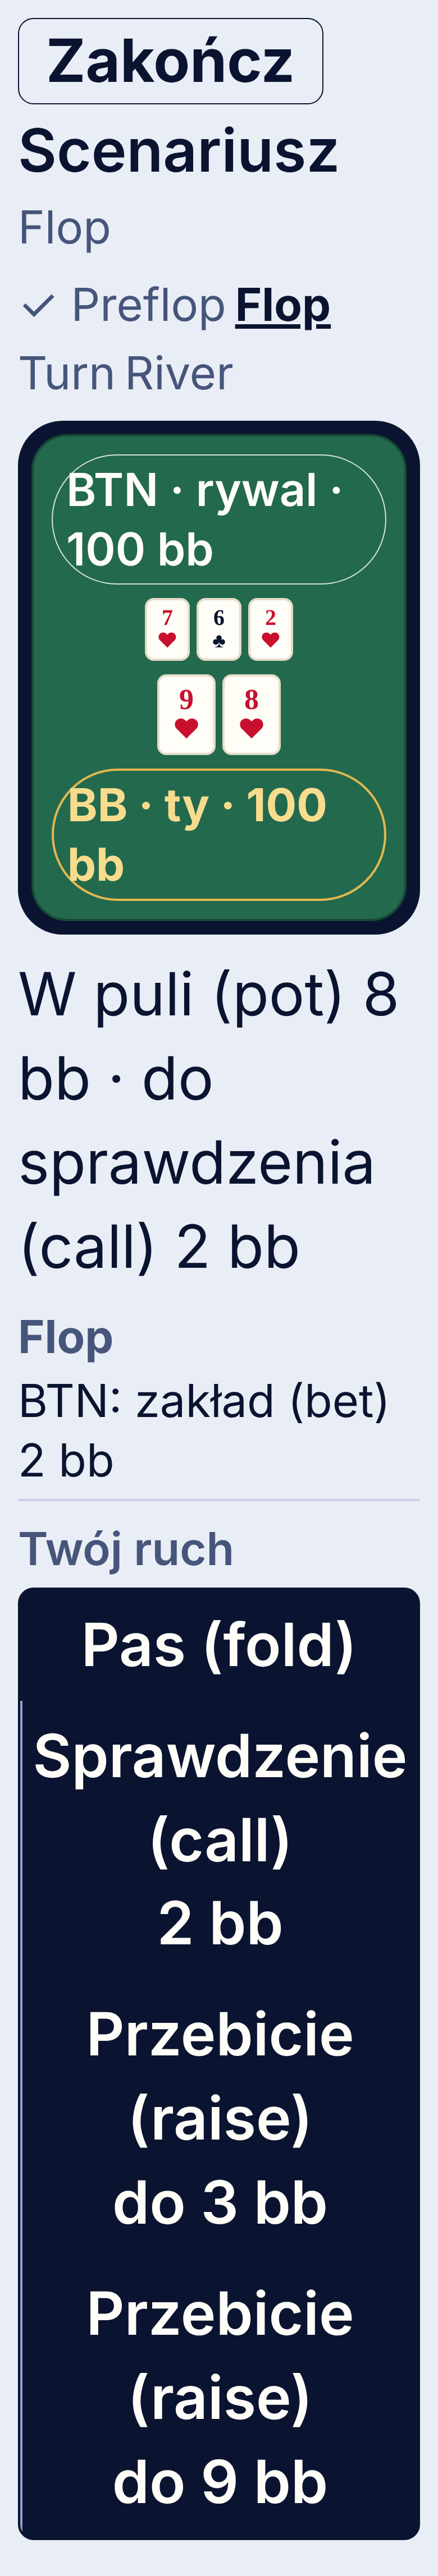 Zakończ
Scenariusz
Flop
✓ Preflop Flop
Turn River
BTN · rywal ·
100 bb
7 6 2
♥ ♣ ♥
9 8
♥ ♥
BB · ty · 100
bb
W puli (pot) 8
bb · do
sprawdzenia
(call) 2 bb
Flop
BTN: zakład (bet)
2 bb
Twój ruch
Pas (fold)
Sprawdzenie
(call)
2 bb
Przebicie
(raise)
do 3 bb
Przebicie
(raise)
do 9 bb